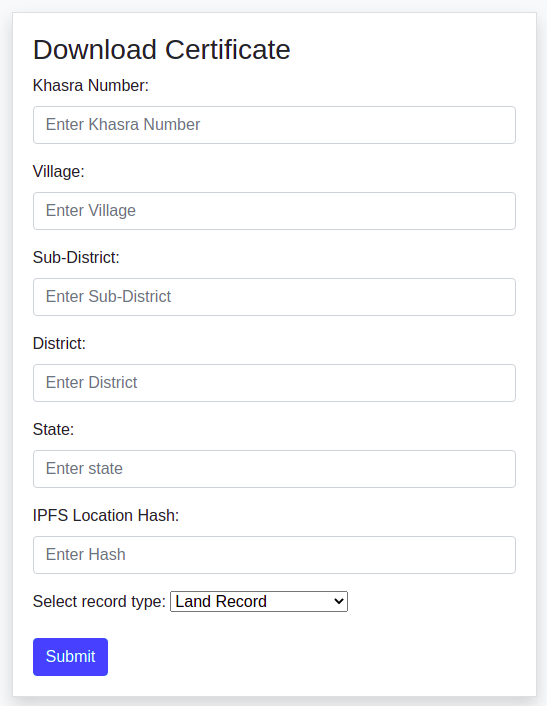 Download Certificate
Khasra Number:
Enter Khasra Number
Village:
Enter Village
Sub-District:
Enter Sub-District
District:
Enter District
State:
Enter state
IPFS Location Hash:
Enter Hash
Select record type: Land Record
Submit